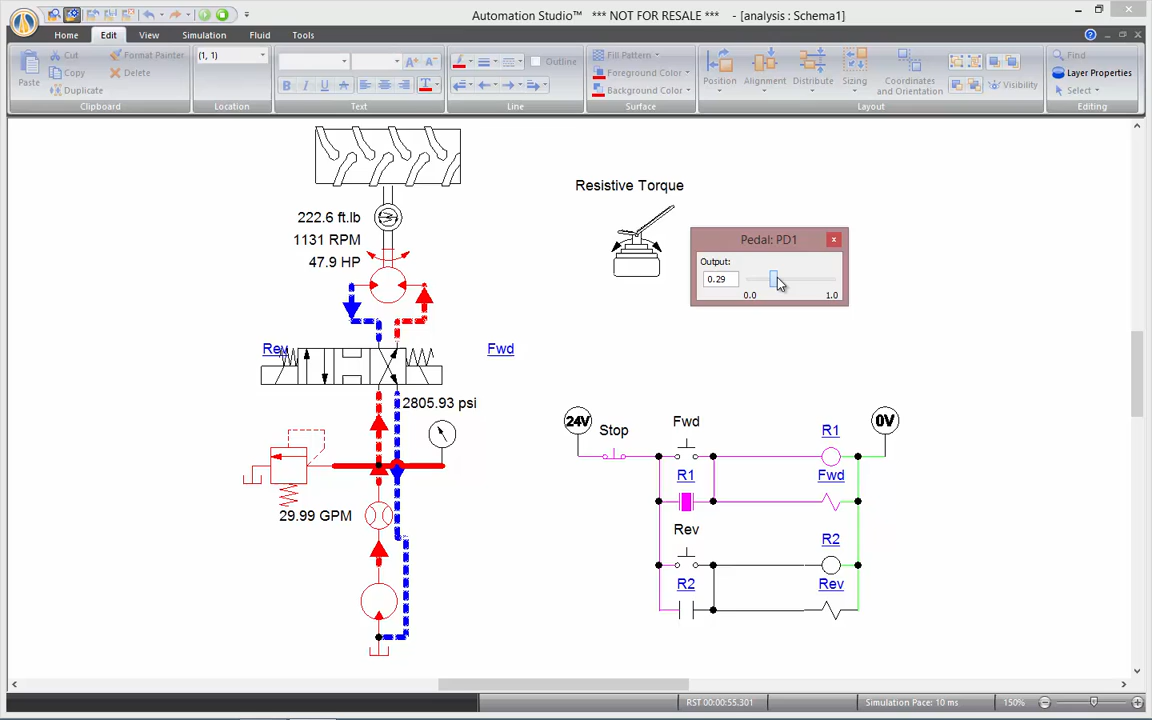 Automation Studio™ *** NOT FOR RESALE *** - [analysis : Schema1]
Home Edit View Simulation Fluid Tools
Paste
Cut
Copy
Duplicate
Format Painter
Delete
Clipboard
(1, 1)
Location
B I U A
Text
Outline
Line
Fill Pattern
Foreground Color
Background Color
Surface
Position
Alignment
Distribute
Sizing
Coordinates
and Orientation
Visibility
Layout
Find
Layer Properties
Select
Editing
Resistive Torque
222.6 ft.lb
1131 RPM
47.9 HP
Pedal: PD1
Output:
0.29
0.0 1.0
Rev Fwd
2805.93 psi
29.99 GPM
24V
Stop
Fwd
R1
0V
R1
Fwd
Rev
R2
R2
Rev
RST 00:00:55.301 Simulation Pace: 10 ms 150%